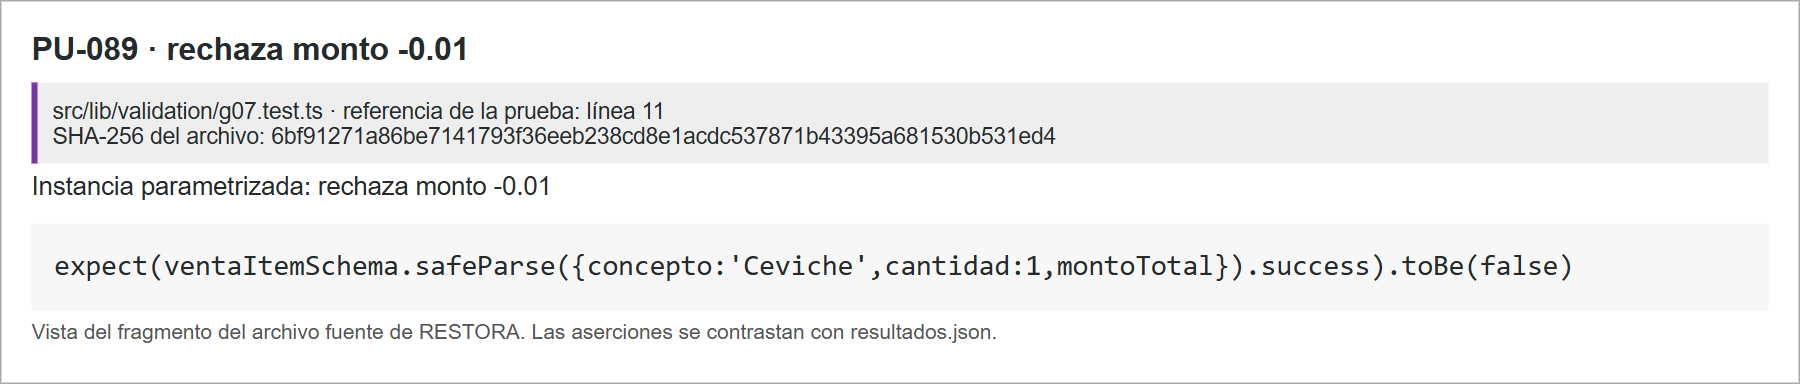 PU-089 · rechaza monto -0.01
src/lib/validation/g07.test.ts · referencia de la prueba: línea 11
SHA-256 del archivo: 6bf91271a86be7141793f36eeb238cd8e1acdc537871b43395a681530b531ed4
Instancia parametrizada: rechaza monto -0.01
expect(ventaItemSchema.safeParse({concepto:'Ceviche',cantidad:1,montoTotal}).success).toBe(false)
Vista del fragmento del archivo fuente de RESTORA. Las aserciones se contrastan con resultados.json.